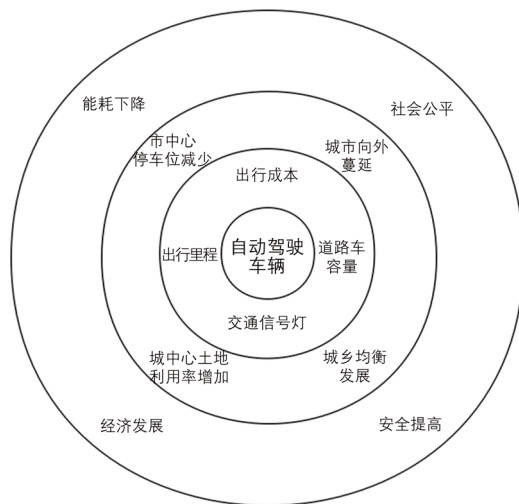 能耗下降
社会公平
市中心
停车位减少
城市向外
蔓延
出行成本
出行里程
自动驾驶
车辆
道路车
容量
交通信号灯
城中心土地
利用率增加
城乡均衡
发展
经济发展
安全提高